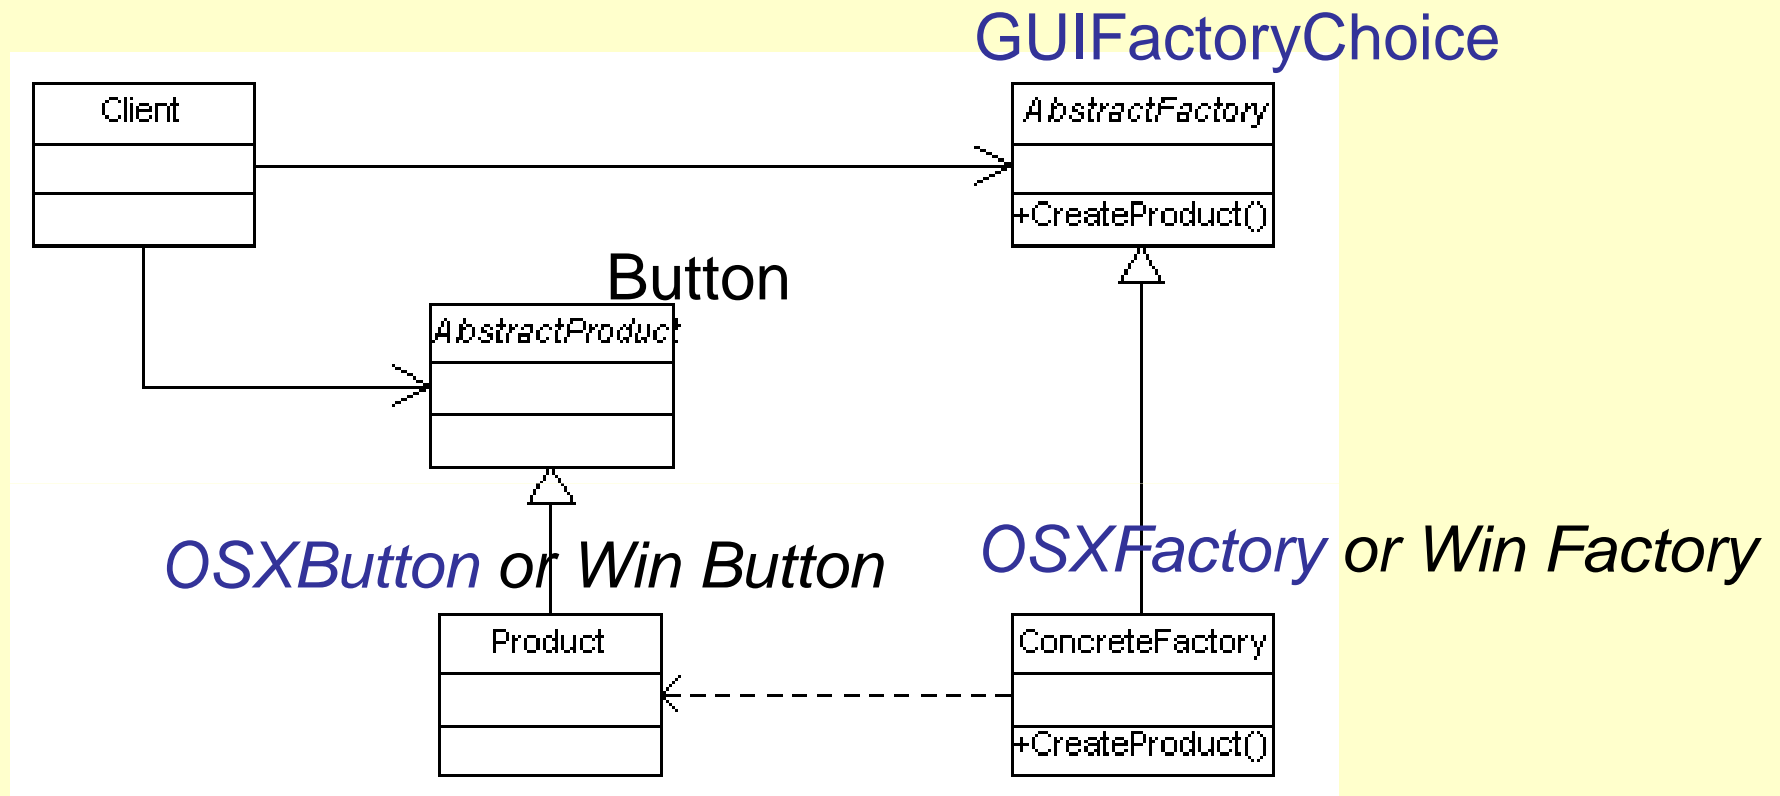 GUIFactoryChoice
Client
AbstractFactory
+CreateProduct()
Button
AbstractProduct
OSXButton or Win Button
OSXFactory or Win Factory
Product
ConcreteFactory
+CreateProduct()